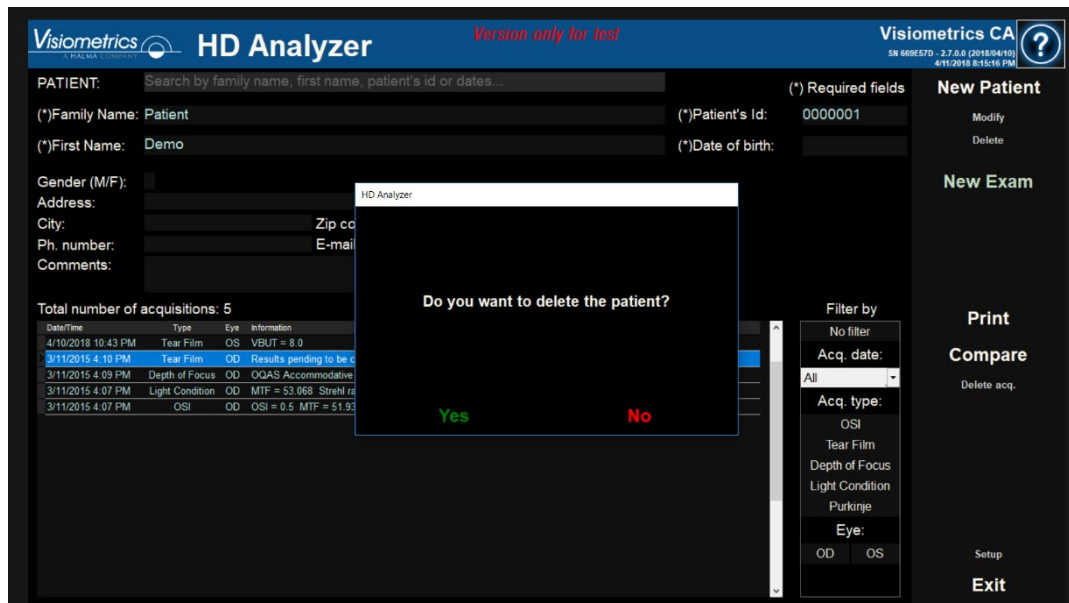 Visiometrics
A HALMA COMPANY
HD Analyzer
Version only for test
Visiometrics CA
SN 669E57D - 2.7.0.0 (2018/04/10)
4/11/2018 8:15:16 PM
?
PATIENT: Search by family name, first name, patient's id or dates...
(*) Required fields
New Patient
(*)Family Name: Patient
(*)Patient's Id: 0000001
Modify
(*)First Name: Demo
(*)Date of birth:
Delete
Gender (M/F):
New Exam
Address:
City:
Zip co
Ph. number:
E-mail
Comments:
HD Analyzer
Do you want to delete the patient?
Yes No
Total number of acquisitions: 5
Date/Time Type Eye Information
4/10/2018 10:43 PM Tear Film OS VBUT = 8.0
3/11/2015 4:10 PM Tear Film OD Results pending to be c
3/11/2015 4:09 PM Depth of Focus OD OQAS Accommodative
3/11/2015 4:07 PM Light Condition OD MTF = 53.068 Strehl ra
3/11/2015 4:07 PM OSI OD OSI = 0.5 MTF = 51.93
Filter by
No filter
Acq. date:
All
Acq. type:
OSI
Tear Film
Depth of Focus
Light Condition
Purkinje
Eye:
OD OS
Print
Compare
Delete acq.
Setup
Exit